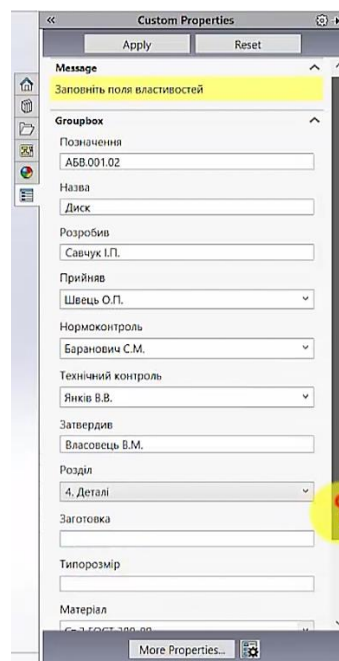 Custom Properties
Apply Reset
Message
Заповніть поля властивостей
Groupbox
Позначення
АБВ.001.02
Назва
Диск
Розробив
Савчук І.П.
Прийняв
Швець О.П.
Нормоконтроль
Баранович С.М.
Технічний контроль
Янків В.В.
Затвердив
Власовець В.М.
Розділ
4. Деталі
Заготовка
Типорозмір
Матеріал
More Properties...